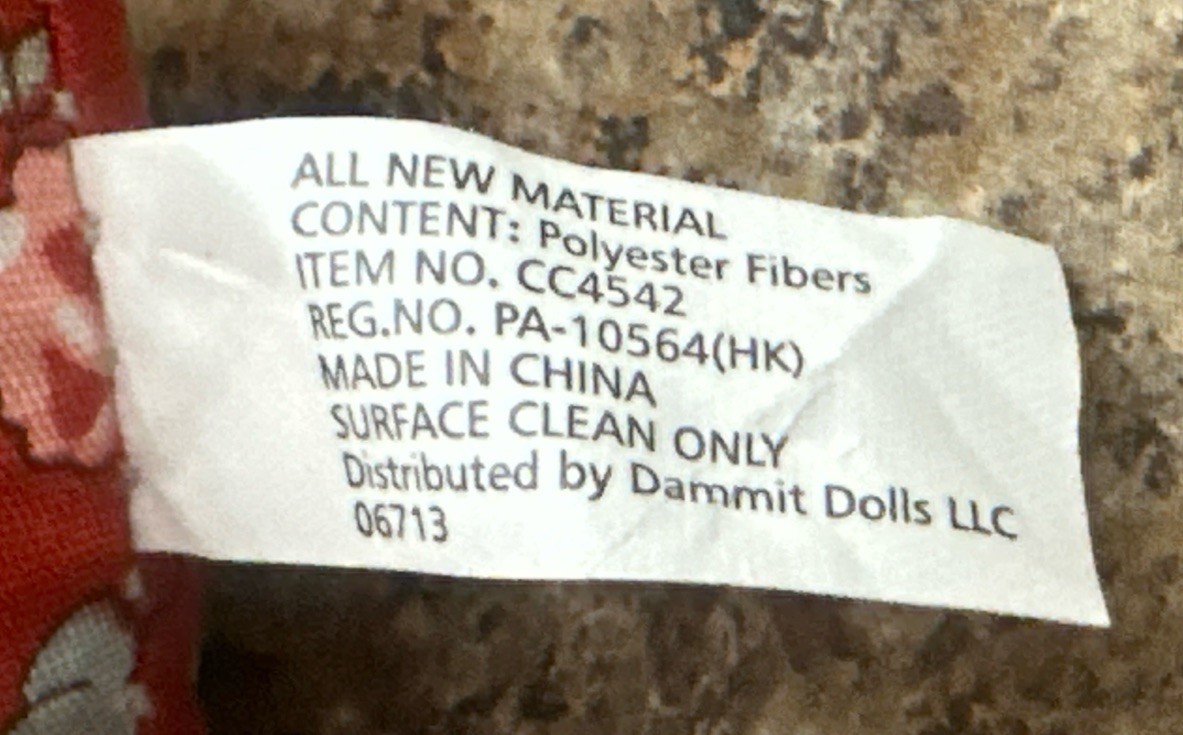 ALL NEW MATERIAL
CONTENT: Polyester Fibers
ITEM NO. CC4542
REG.NO. PA-10564(HK)
MADE IN CHINA
SURFACE CLEAN ONLY
Distributed by Dammit Dolls LLC
06713